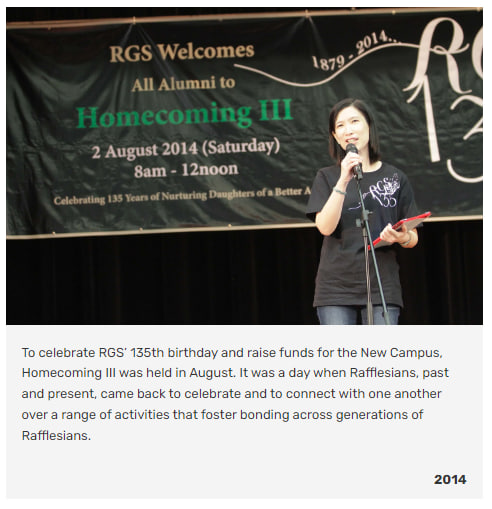 RGS Welcomes
All Alumni to
Homecoming III
2 August 2014 (Saturday)
8am - 12noon
Celebrating 135 Years of Nurturing Daughters of a Better A
1879 - 2014...
RG
135
RGS
135
To celebrate RGS' 135th birthday and raise funds for the New Campus,
Homecoming III was held in August. It was a day when Rafflesians, past
and present, came back to celebrate and to connect with one another
over a range of activities that foster bonding across generations of
Rafflesians.
2014